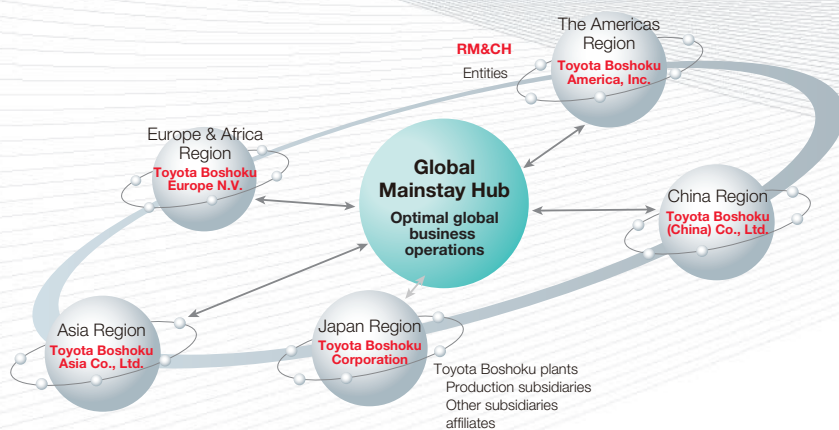 The Americas
Region
Toyota Boshoku
America, Inc.
RM&CH
Entities
Europe & Africa
Region
Toyota Boshoku
Europe N.V.
Global
Mainstay Hub
Optimal global
business
operations
China Region
Toyota Boshoku
(China) Co., Ltd.
Asia Region
Toyota Boshoku
Asia Co., Ltd.
Japan Region
Toyota Boshoku
Corporation
Toyota Boshoku plants
Production subsidiaries
Other subsidiaries
affiliates